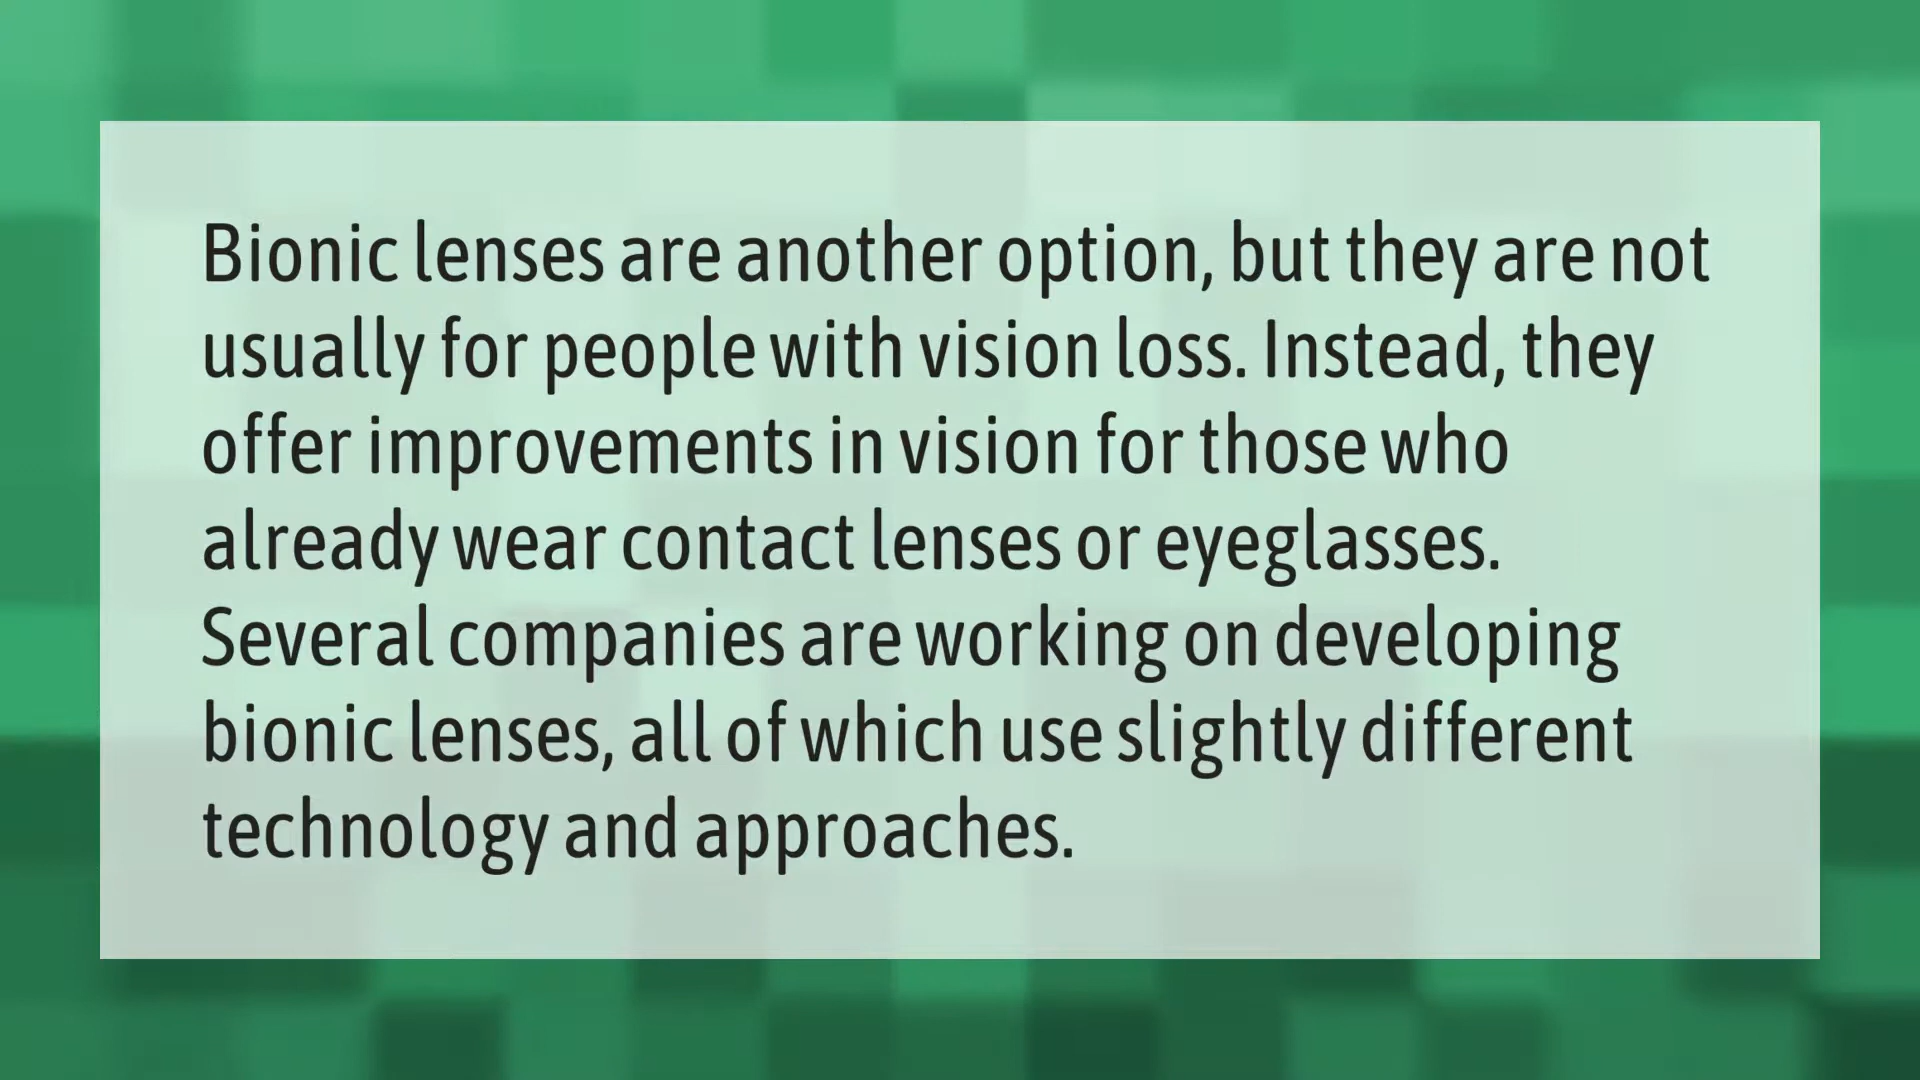 Bionic lenses are another option, but they are not
usually for people with vision loss. Instead, they
offer improvements in vision for those who
already wear contact lenses or eyeglasses.
Several companies are working on developing
bionic lenses, all of which use slightly different
technology and approaches.